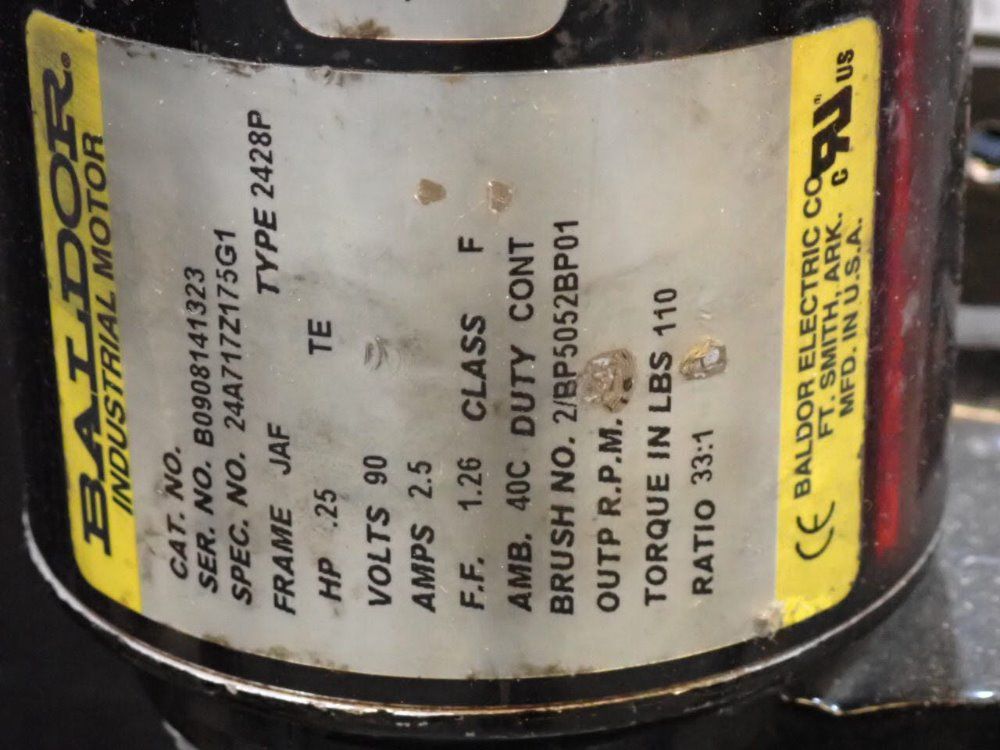 BALDOR®
INDUSTRIAL MOTOR
CAT. NO.
SER. NO. B0908141323
SPEC. NO. 24A717Z175G1
FRAME JAF TYPE 2428P
HP .25 TE
VOLTS 90
AMPS 2.5
F.F. 1.26 CLASS F
AMB. 40C DUTY CONT
BRUSH NO. 2/BP5052BP01
OUTP R.P.M.
TORQUE IN LBS 110
RATIO 33:1
CE BALDOR ELECTRIC CO.
FT. SMITH, ARK.
MFD. IN U.S.A.
C RU US